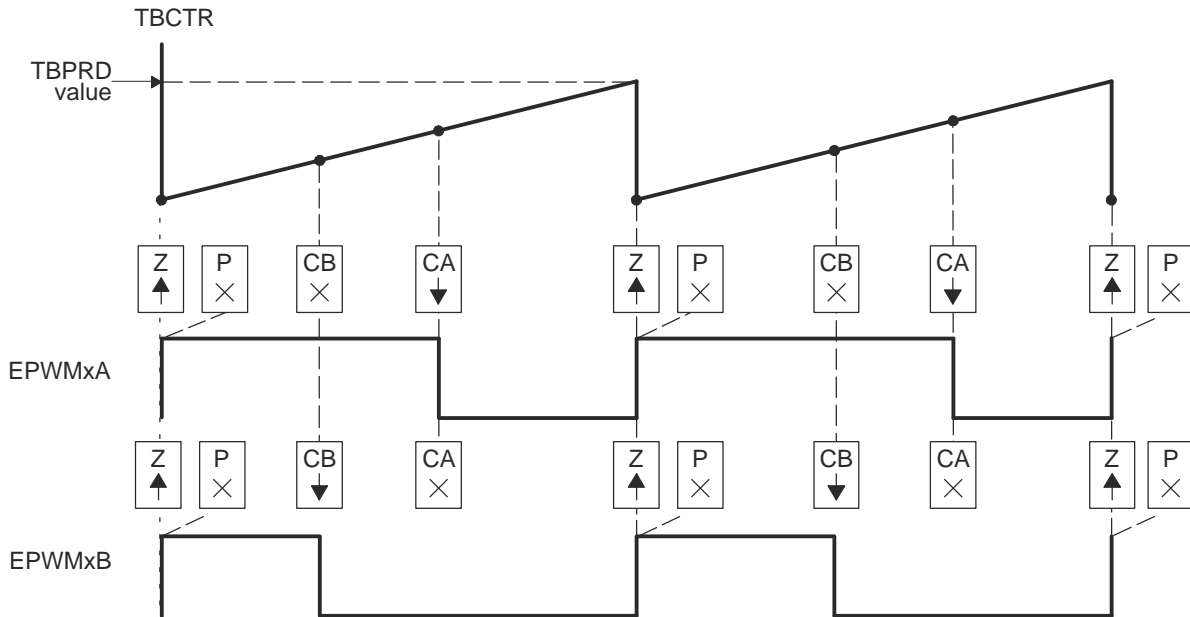 TBCTR
TBPRD
value
Z P CB CA Z P CB CA Z P
EPWMxA
Z P CB CA Z P CB CA Z P
EPWMxB